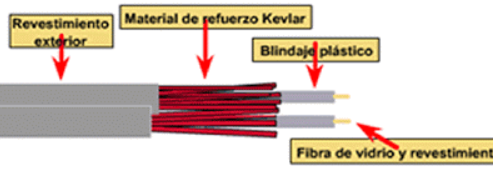 Revestimiento
exterior
Material de refuerzo Kevlar
Blindaje plástico
Fibra de vidrio y revestimient